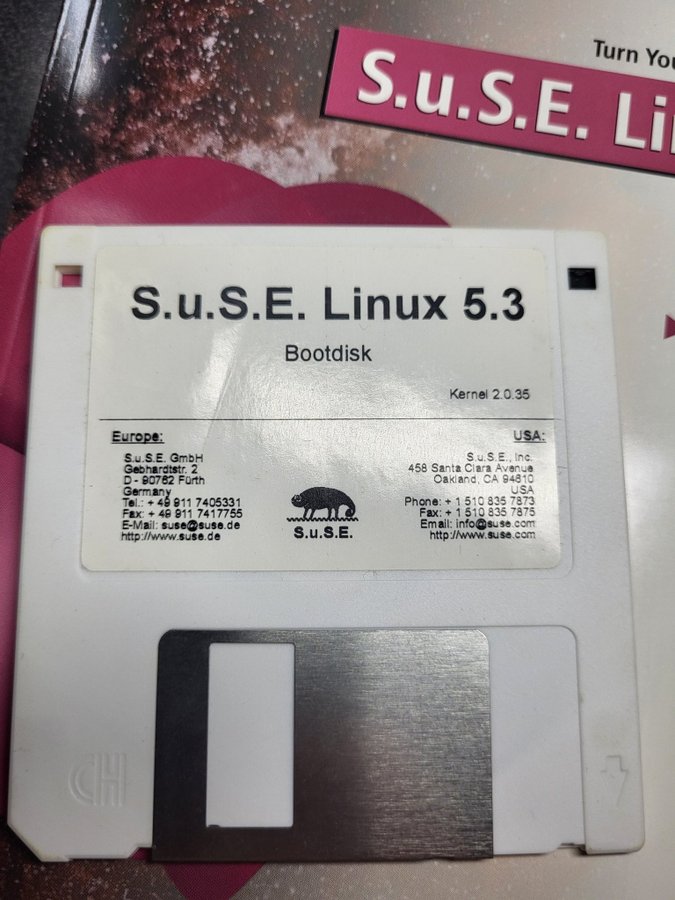 Turn You
S.u.S.E. Li
S.u.S.E. Linux 5.3
Bootdisk
Kernel 2.0.35
Europe:
S.u.S.E. GmbH
Gebhardtstr. 2
D - 90762 Fürth
Germany
Tel.: + 49 911 7405331
Fax: + 49 911 7417755
E-Mail: suse@suse.de
http://www.suse.de
S.u.S.E.
USA:
S.u.S.E., Inc.
458 Santa Clara Avenue
Oakland, CA 94610
USA
Phone: + 1 510 835 7873
Fax: + 1 510 835 7875
Email: info@suse.com
http://www.suse.com